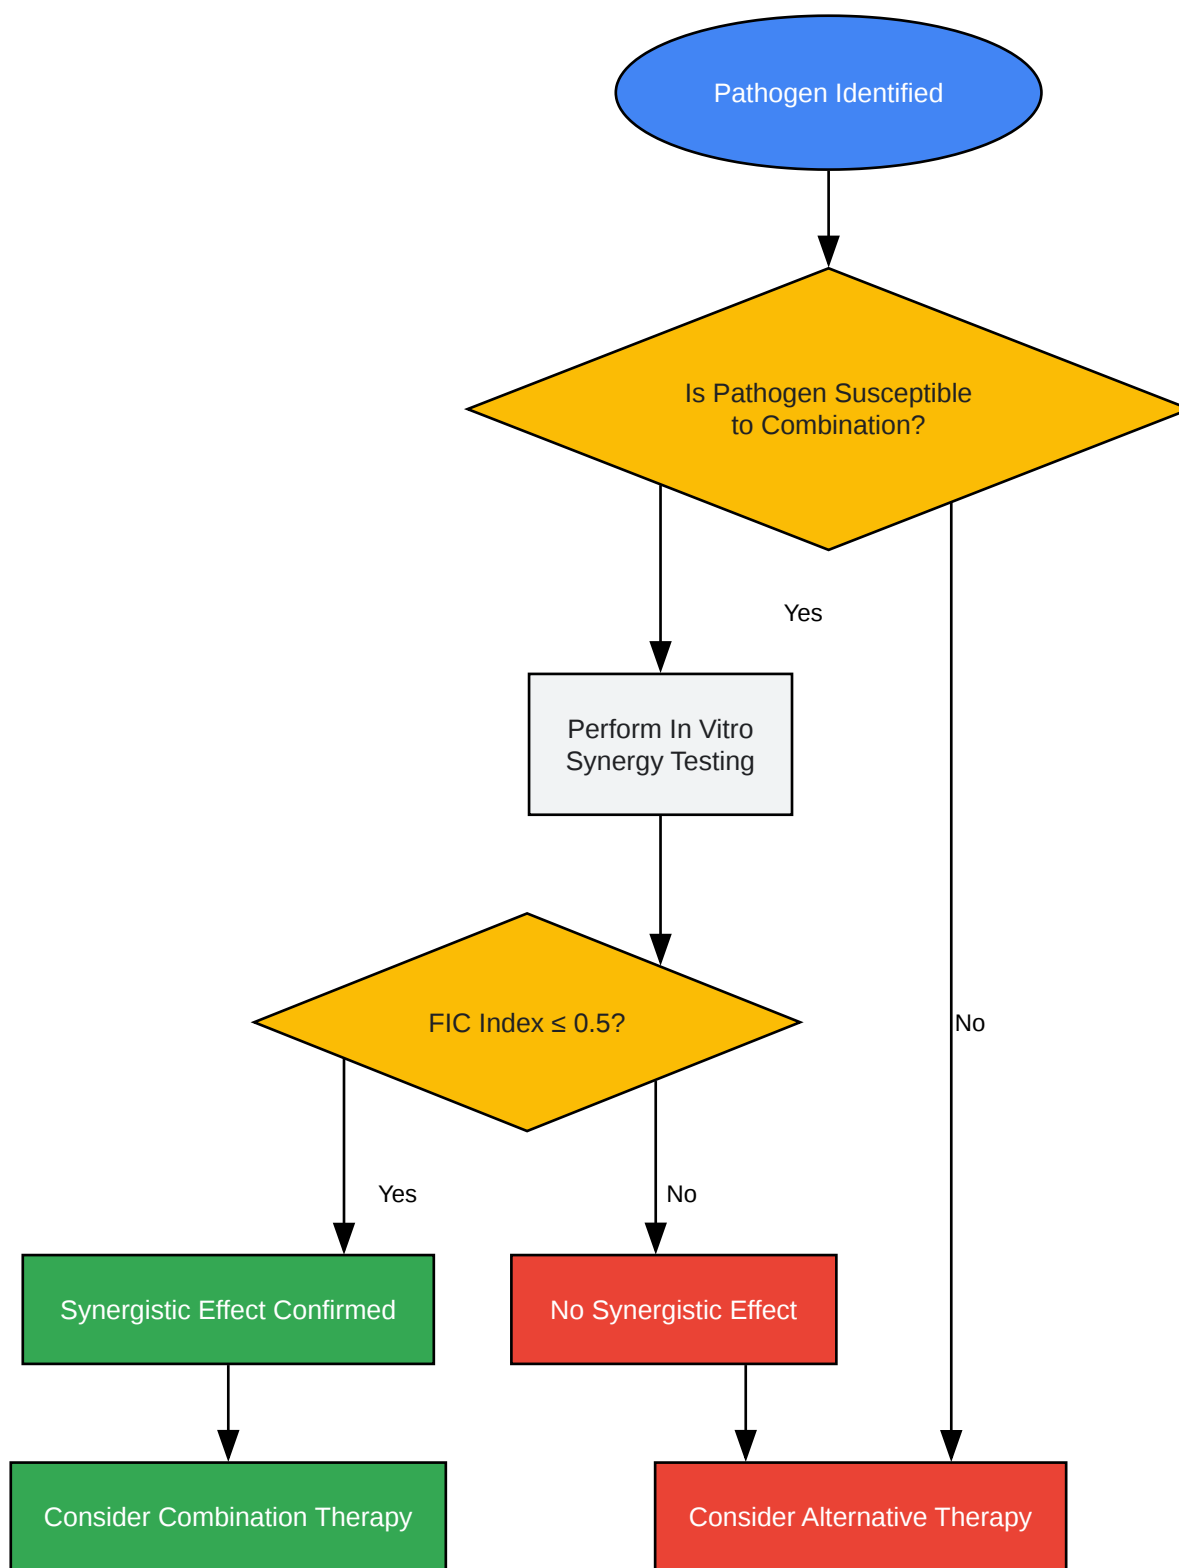 Pathogen Identified
Is Pathogen Susceptible
to Combination?
Yes
Perform In Vitro
Synergy Testing
FIC Index ≤ 0.5?
No
Yes
No
Synergistic Effect Confirmed
No Synergistic Effect
Consider Combination Therapy
Consider Alternative Therapy